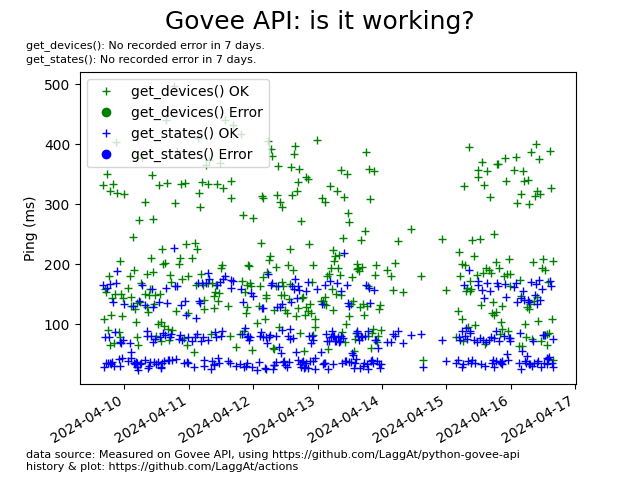 Govee API: is it working?
get_devices(): No recorded error in 7 days.
get_states(): No recorded error in 7 days.
get_devices() OK
get_devices() Error
get_states() OK
get_states() Error
500
400
300
200
100
Ping (ms)
2024-04-10
2024-04-11
2024-04-12
2024-04-13
2024-04-14
2024-04-15
2024-04-16
2024-04-17
data source: Measured on Govee API, using https://github.com/LaggAt/python-govee-api
history & plot: https://github.com/LaggAt/actions